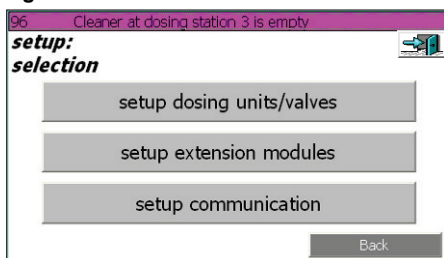 96 Cleaner at dosing station 3 is empty
setup:
selection
setup dosing units/valves
setup extension modules
setup communication
Back